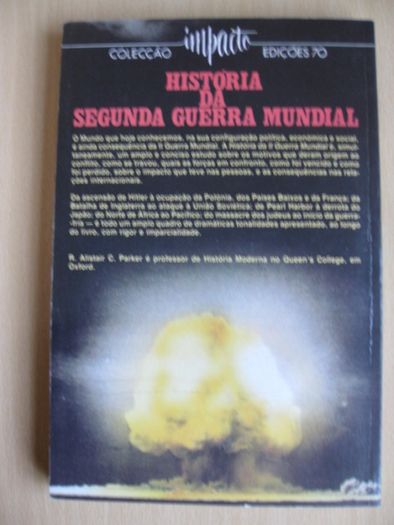 COLECÇÃO impacto EDIÇÕES 70
HISTÓRIA
DA
SEGUNDA GUERRA MUNDIAL
O Mundo que hoje conhecemos, na sua configuração política, económica e social,
é ainda consequência da II Guerra Mundial. A História da II Guerra Mundial é, simul-
taneamente, um amplo e conciso estudo sobre os motivos que deram origem ao
conflito, como se travou, quais as forças em confronto, como foi vencido e como
foi perdido, sobre o impacto que teve nas pessoas, e as consequências nas rela-
ções internacionais.
Da ascensão de Hitler à ocupação da Polónia, dos Países Baixos e da França; da
Batalha de Inglaterra ao ataque à União Soviética; de Pearl Harbor à derrota do
Japão; do Norte de África ao Pacífico; do massacre dos judeus ao início da guerra-
-fria — é todo um amplo quadro de dramáticas tonalidades apresentado, ao longo
do livro, com rigor e imparcialidade.
R. Alistair C. Parker é professor de História Moderna no Queen's College, em
Oxford.